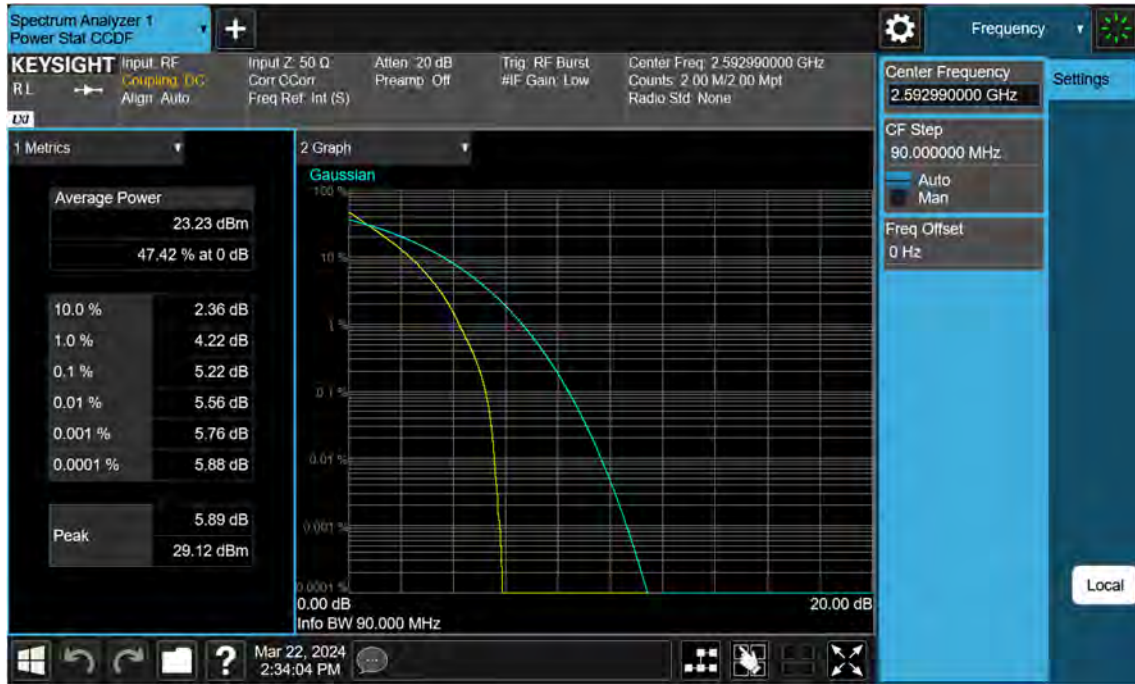 Spectrum Analyzer 1
Power Stat CCDF
+
Frequency
KEYSIGHT
RL
LXI
Input: RF
Coupling: DC
Align: Auto
Input Z: 50 Ω
Corr CCorr
Freq Ref: Int (S)
Atten: 20 dB
Preamp: Off
Trig: RF Burst
#IF Gain: Low
Center Freq: 2.592990000 GHz
Counts: 2.00 M/2.00 Mpt
Radio Std: None
Center Frequency
2.592990000 GHz
Settings
CF Step
90.000000 MHz
Auto
Man
Freq Offset
0 Hz
1 Metrics
Average Power
23.23 dBm
47.42 % at 0 dB
10.0 % 2.36 dB
1.0 % 4.22 dB
0.1 % 5.22 dB
0.01 % 5.56 dB
0.001 % 5.76 dB
0.0001 % 5.88 dB
Peak
5.89 dB
29.12 dBm
2 Graph
Gaussian
100 %
10 %
1 %
0.1 %
0.01 %
0.001 %
0.0001 %
0.00 dB
20.00 dB
Info BW 90.000 MHz
Local
?
Mar 22, 2024
2:34:04 PM